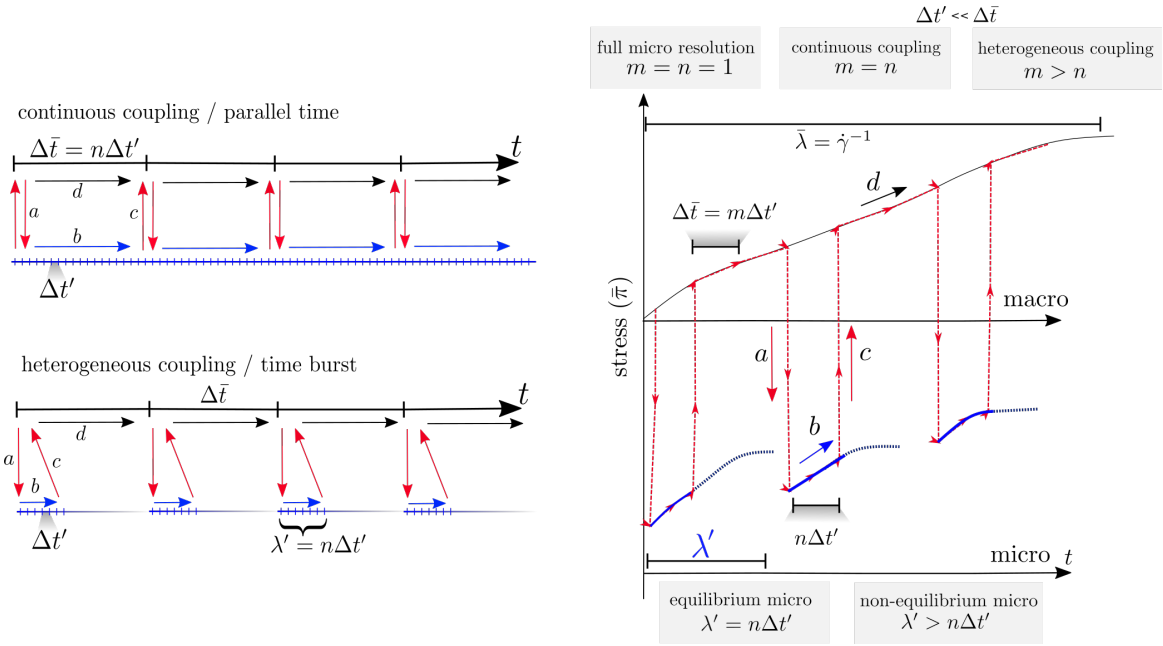 continuous coupling / parallel time
Δt̄ = nΔt′
t
d
a
c
b
Δt′
heterogeneous coupling / time burst
Δt̄
t
d
a
c
b
Δt′
λ′ = nΔt′
Δt′ << Δt̄
full micro resolution
m = n = 1
continuous coupling
m = n
heterogeneous coupling
m > n
λ̄ = γ̇⁻¹
d
Δt̄ = mΔt′
stress (π̄)
macro
a
c
b
nΔt′
λ′
micro
t
equilibrium micro
λ′ = nΔt′
non-equilibrium micro
λ′ > nΔt′